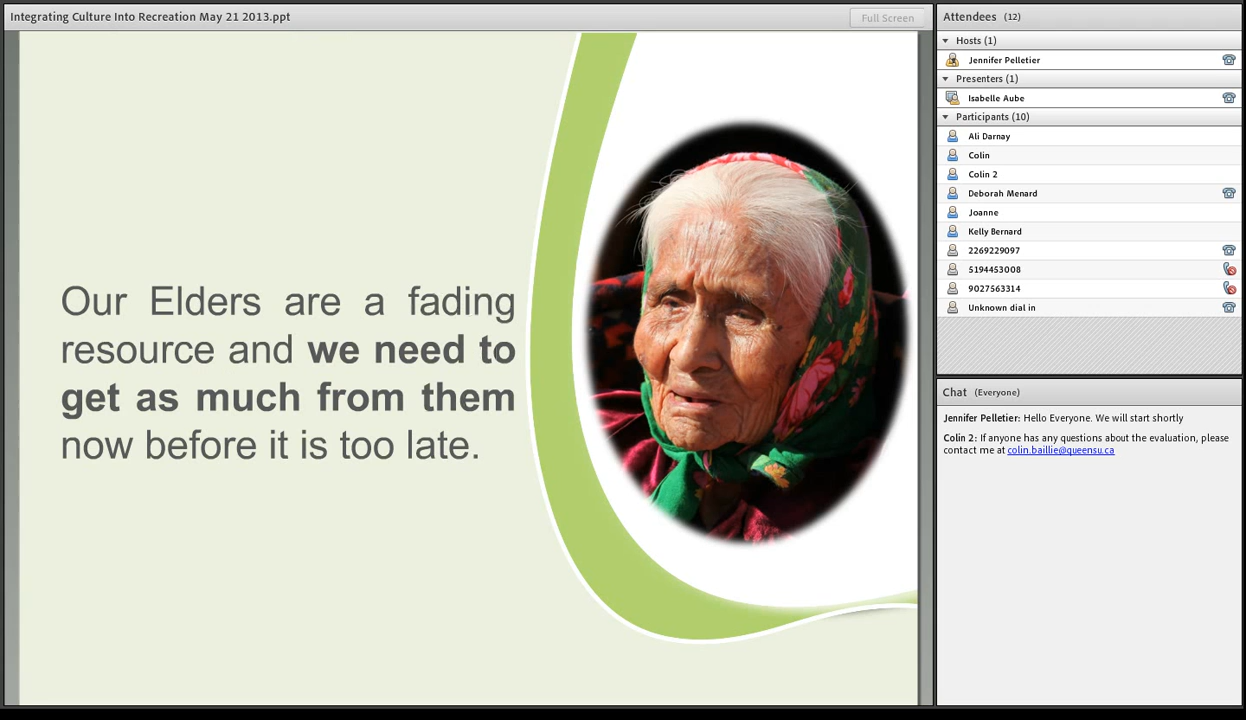 Integrating Culture Into Recreation May 21 2013.ppt
Full Screen
Our Elders are a fading
resource and we need to
get as much from them
now before it is too late.
Attendees (12)
Hosts (1)
Jennifer Pelletier
Presenters (1)
Isabelle Aube
Participants (10)
Ali Darnay
Colin
Colin 2
Deborah Menard
Joanne
Kelly Bernard
2269229097
5194453008
9027563314
Unknown dial in
Chat (Everyone)
Jennifer Pelletier: Hello Everyone. We will start shortly
Colin 2: If anyone has any questions about the evaluation, please
contact me at colin.baillie@queensu.ca